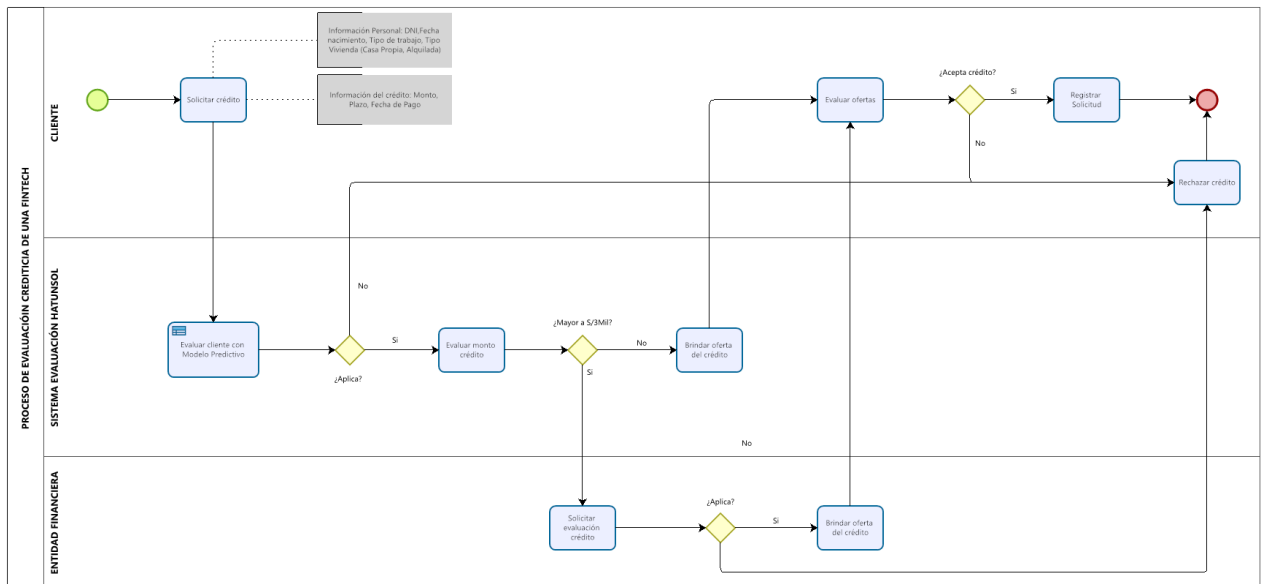 PROCESO DE EVALUACIÓIN CREDITICIA DE UNA FINTECH
CLIENTE
Información Personal: DNI,Fecha
nacimiento, Tipo de trabajo, Tipo
Vivienda (Casa Propia, Alquilada)
Información del crédito: Monto,
Plazo, Fecha de Pago
Solicitar crédito
Evaluar ofertas
¿Acepta crédito?
Si
No
Registrar
Solicitud
Rechazar crédito
SISTEMA EVALUACIÓN HATUNSOL
Evaluar cliente con
Modelo Predictivo
¿Aplica?
No
Si
Evaluar monto
crédito
¿Mayor a S/3Mil?
No
Si
Brindar oferta
del crédito
No
ENTIDAD FINANCIERA
Solicitar
evaluación
crédito
¿Aplica?
Si
Brindar oferta
del crédito